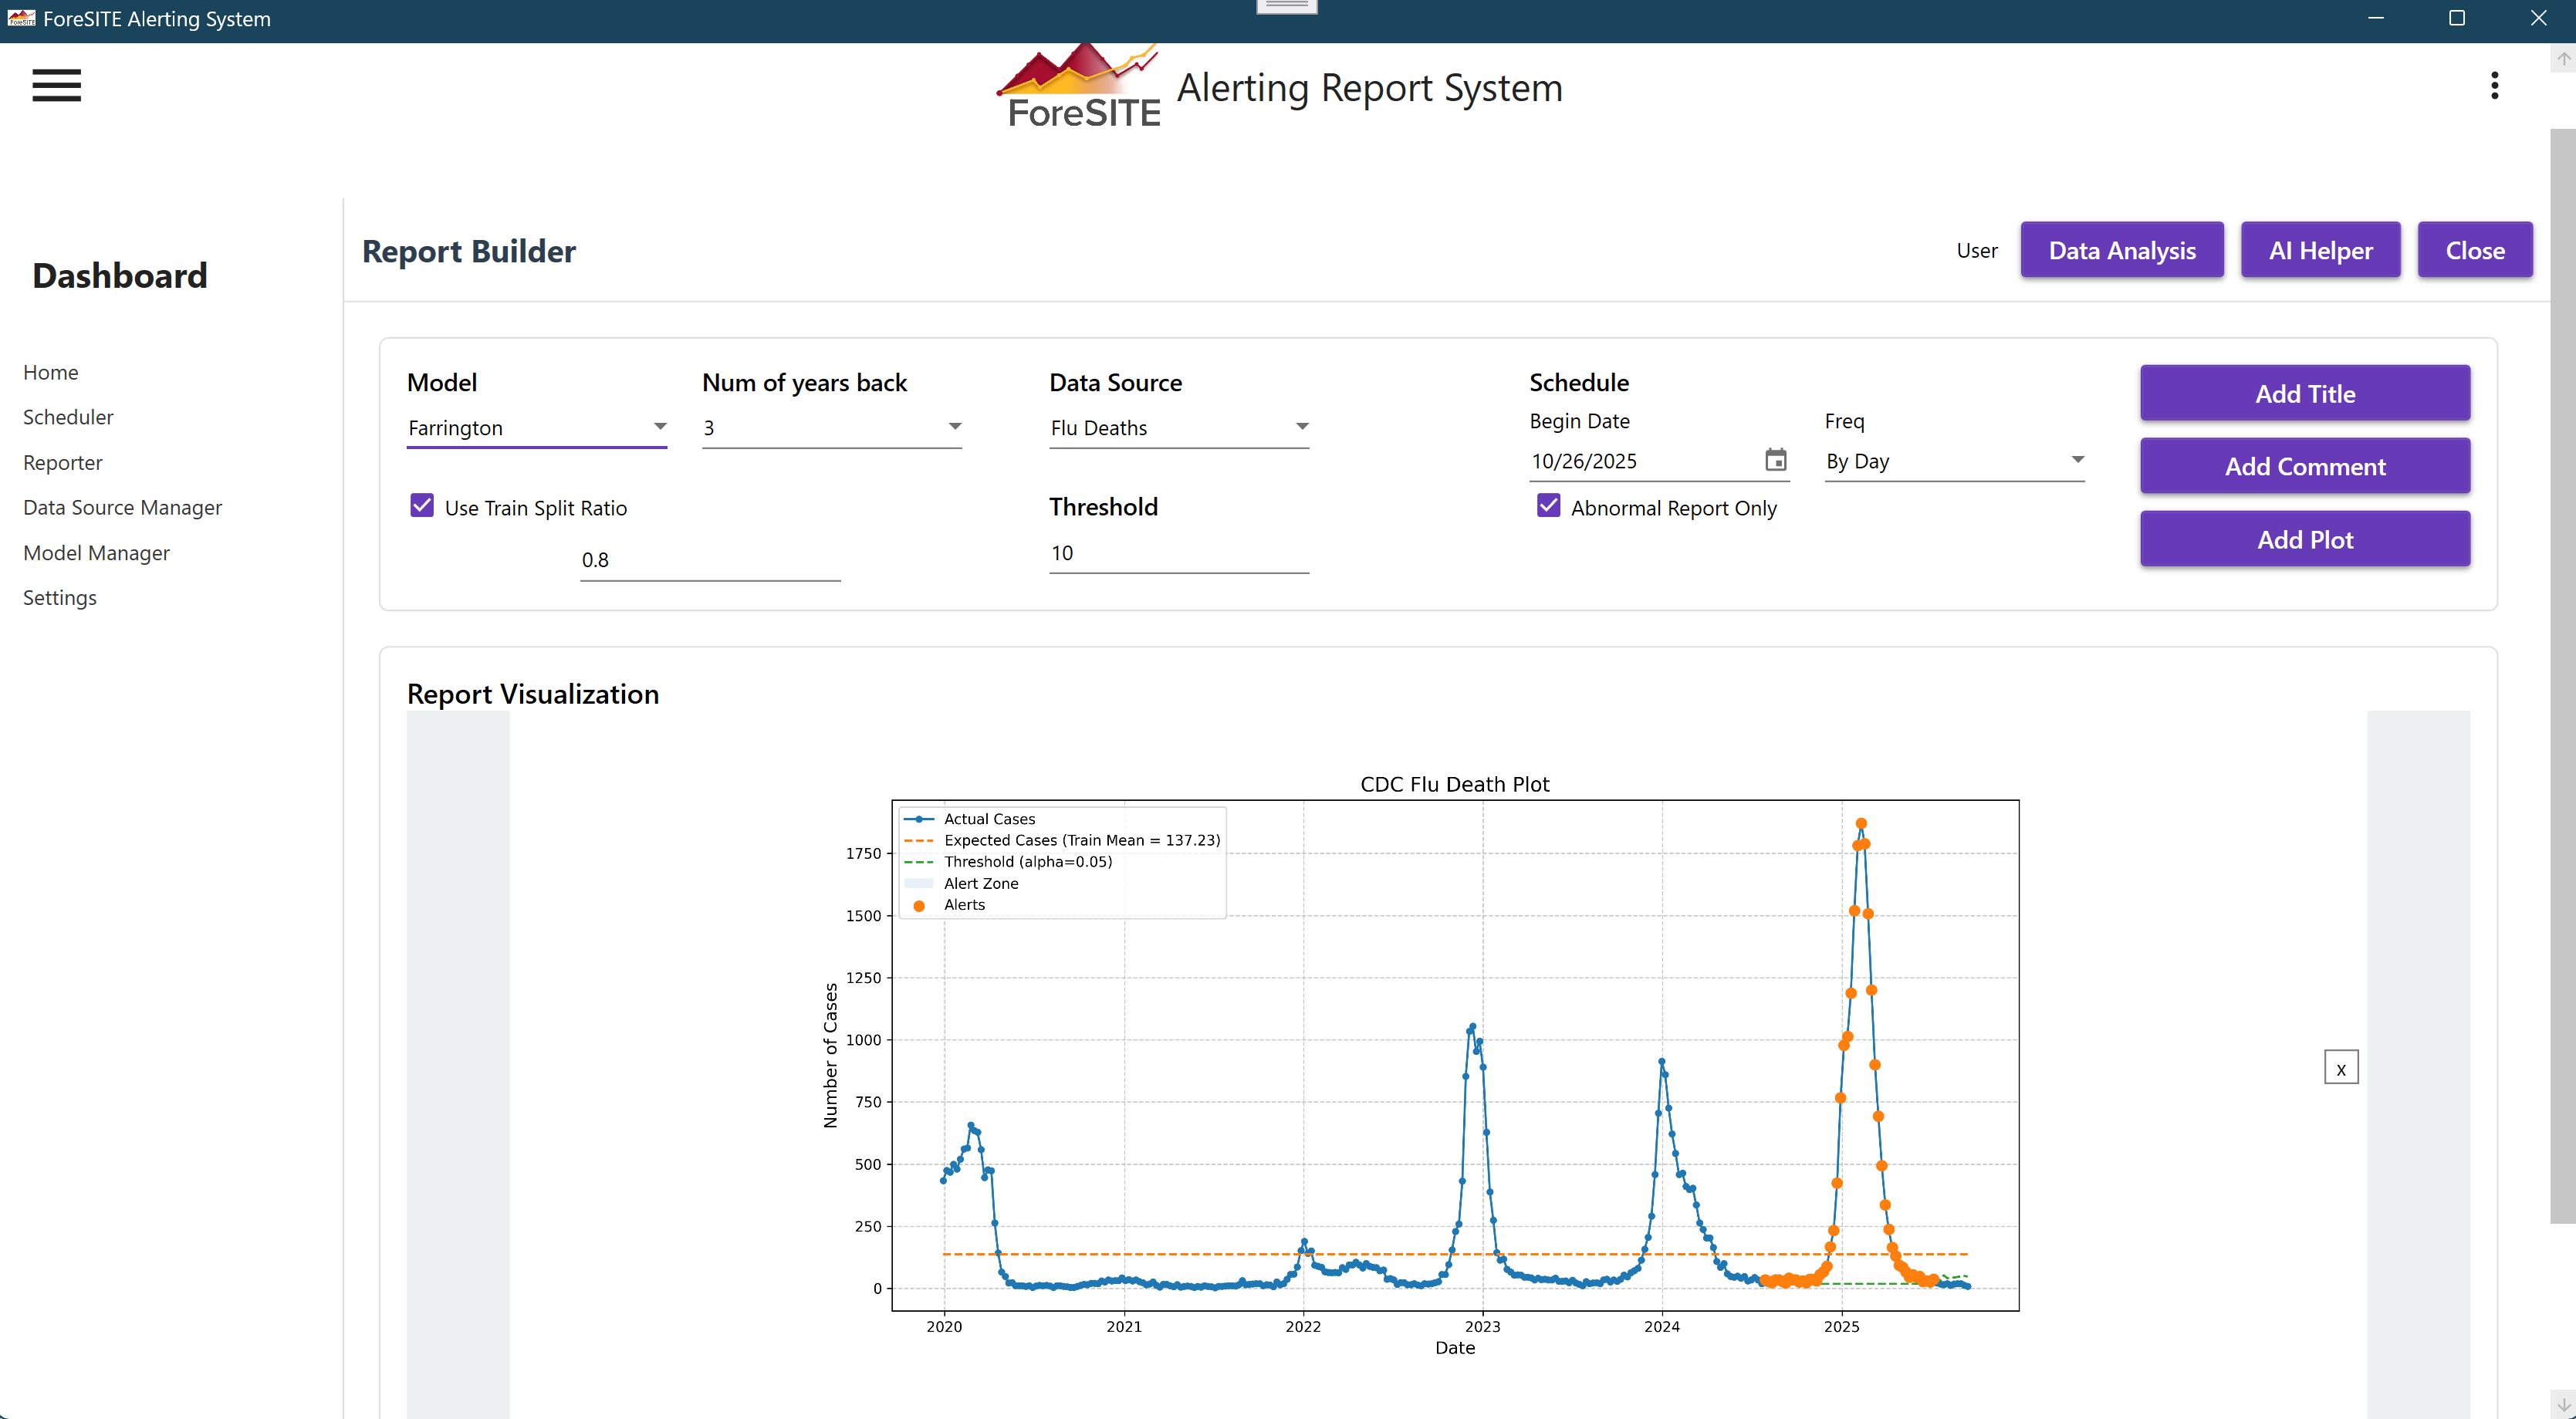 ForeSITE Alerting System
ForeSITE Alerting Report System
Dashboard
Home
Scheduler
Reporter
Data Source Manager
Model Manager
Settings
Report Builder
User Data Analysis AI Helper Close
Model Num of years back Data Source Schedule
Begin Date Freq
Farrington 3 Flu Deaths
10/26/2025 By Day
Use Train Split Ratio Threshold Abnormal Report Only
0.8 10
Add Title
Add Comment
Add Plot
Report Visualization
CDC Flu Death Plot
Actual Cases
Expected Cases (Train Mean = 137.23)
Threshold (alpha=0.05)
Alert Zone
Alerts
Number of Cases
1750
1500
1250
1000
750
500
250
0
2020 2021 2022 2023 2024 2025
Date
x